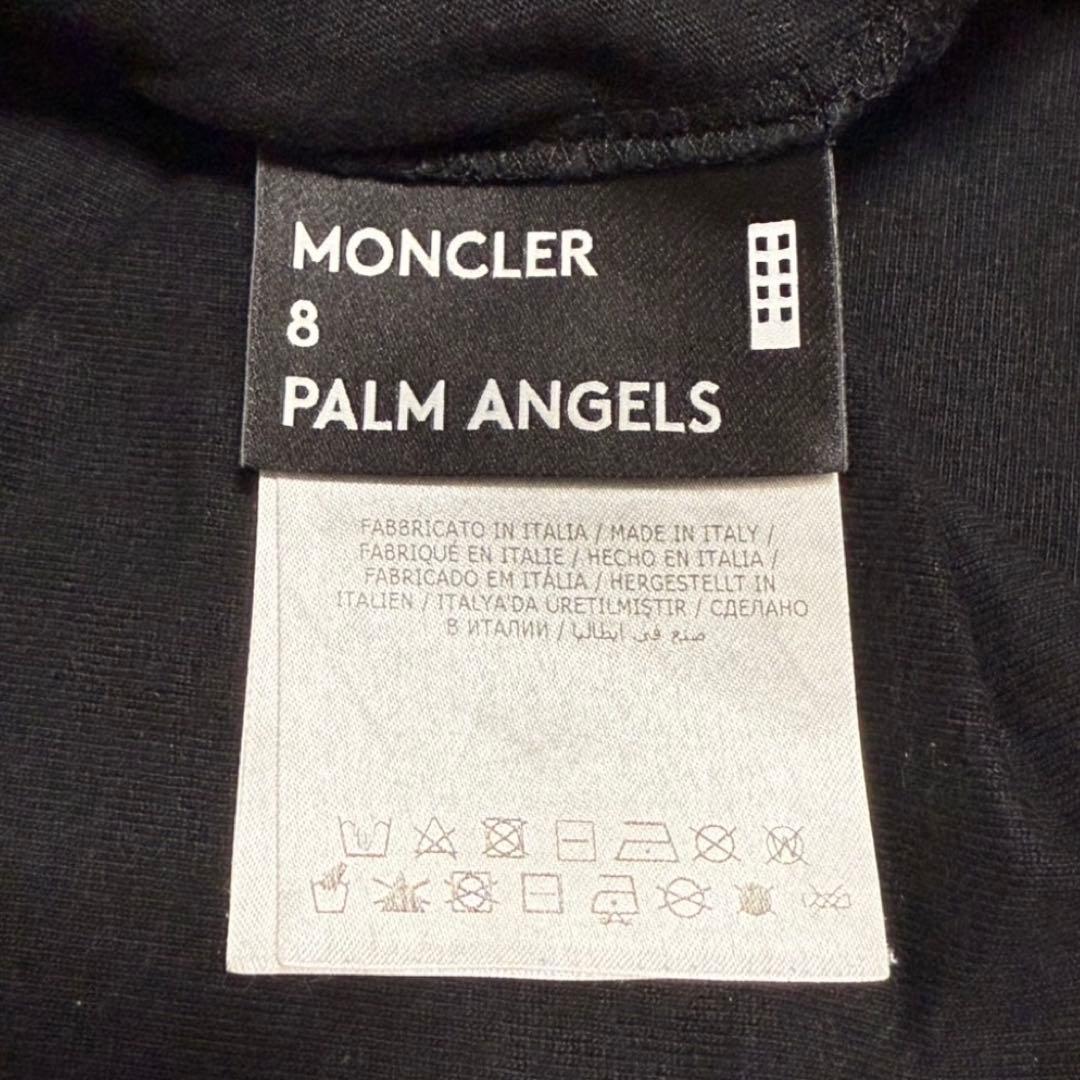 MONCLER
8
PALM ANGELS
FABBRICATO IN ITALIA / MADE IN ITALY /
FABRIQUÉ EN ITALIE / HECHO EN ITALIA /
FABRICADO EM ITÁLIA / HERGESTELLT IN
ITALIEN / ITALYA'DA ÜRETILMIŞTIR / СДЕЛАНО
В ИТАЛИИ / صنع في ايطاليا